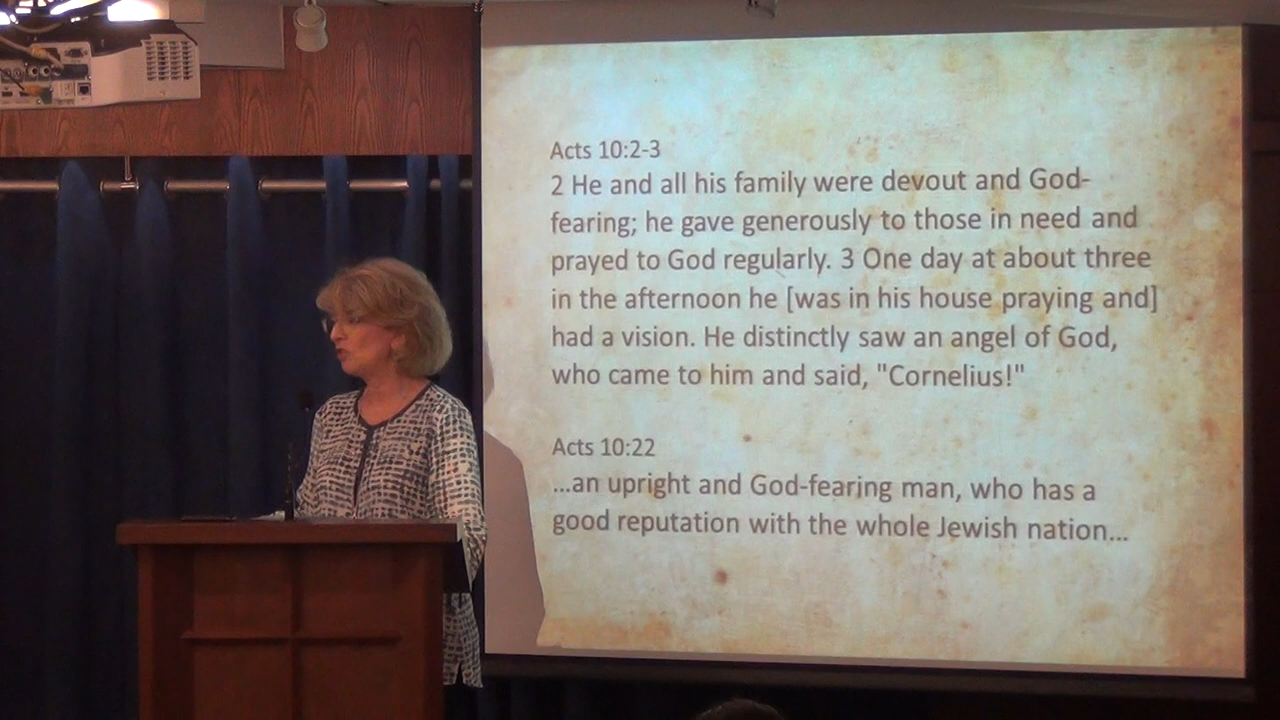 Acts 10:2-3
2 He and all his family were devout and God-
fearing; he gave generously to those in need and
prayed to God regularly. 3 One day at about three
in the afternoon he [was in his house praying and]
had a vision. He distinctly saw an angel of God,
who came to him and said, "Cornelius!"
Acts 10:22
...an upright and God-fearing man, who has a
good reputation with the whole Jewish nation...